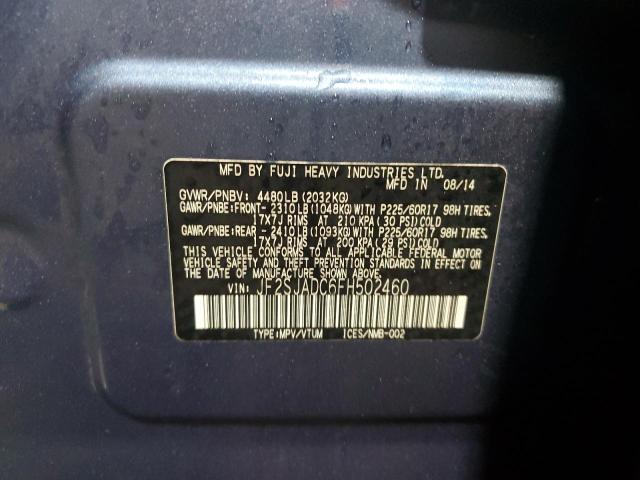 MFD BY FUJI HEAVY INDUSTRIES LTD.
MFD IN 08/14
GVWR/PNBV: 4480LB(2032KG)
GAWR/PNBE:FRONT- 2310LB(1048KG)WITH P225/60R17 98H TIRES,
17X7J RIMS AT 210 KPA(30 PSI)COLD
GAWR/PNBE:REAR - 2410LB(1093KG)WITH P225/60R17 98H TIRES,
17X7J RIMS AT 200 KPA(29 PSI)COLD
THIS VEHICLE CONFORMS TO ALL APPLICABLE FEDERAL MOTOR
VEHICLE SAFETY AND THEFT PREVENTION STANDARDS IN EFFECT
ON THE DATE OF MANUFACTURE SHOWN ABOVE.
VIN: JF2SJADC6FH502460
TYPE:MPV/VTUM ICES/NMB-002